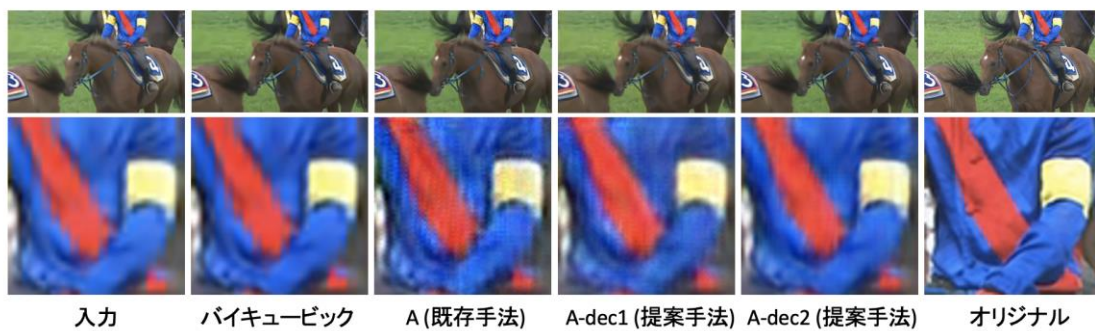 入力
バイキュービック
A (既存手法)
A-dec1 (提案手法)
A-dec2 (提案手法)
オリジナル